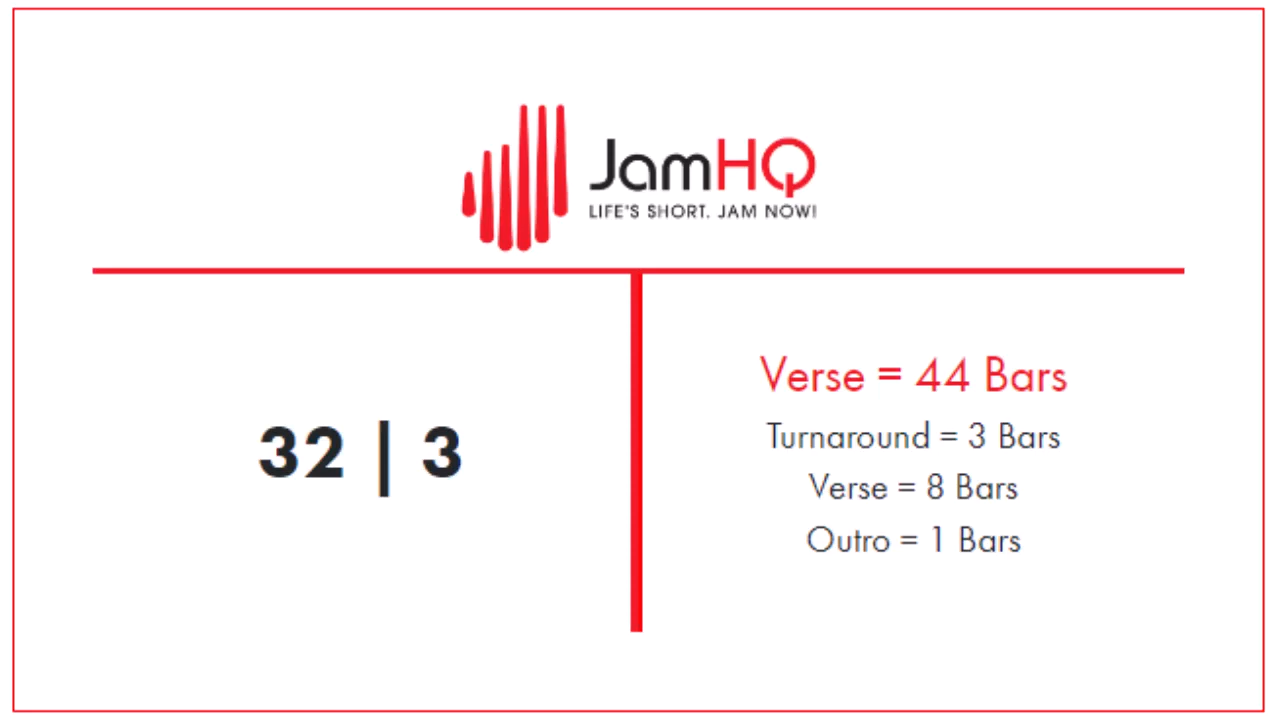 JamHQ
LIFE'S SHORT. JAM NOW!
32 | 3
Verse = 44 Bars
Turnaround = 3 Bars
Verse = 8 Bars
Outro = 1 Bars